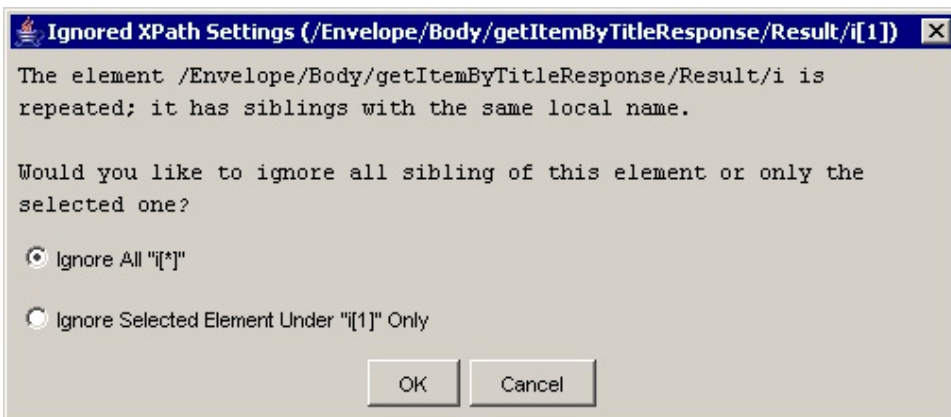 Ignored XPath Settings (/Envelope/Body/getItemByTitleResponse/Result/i[1])
The element /Envelope/Body/getItemByTitleResponse/Result/i is
repeated; it has siblings with the same local name.
Would you like to ignore all sibling of this element or only the
selected one?
Ignore All "i[*]"
Ignore Selected Element Under "i[1]" Only
OK Cancel